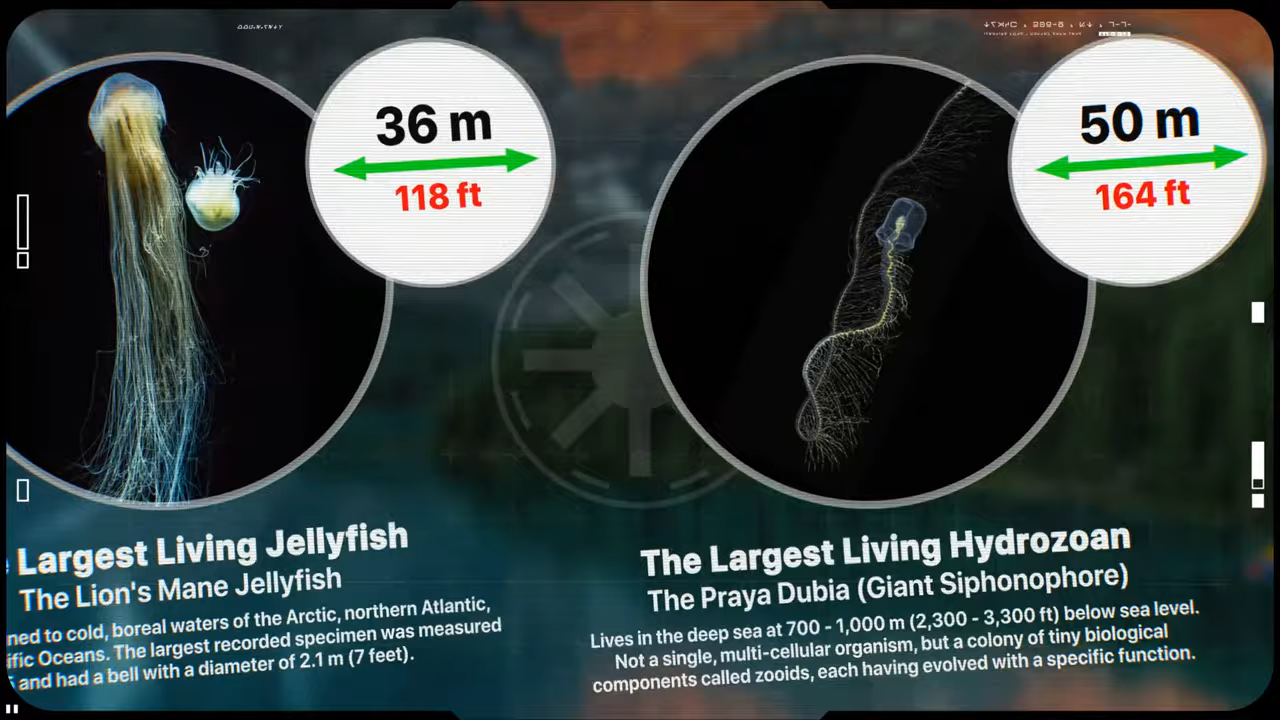 36 m
118 ft
50 m
164 ft
Largest Living Jellyfish
The Lion's Mane Jellyfish
ned to cold, boreal waters of the Arctic, northern Atlantic,
ific Oceans. The largest recorded specimen was measured
and had a bell with a diameter of 2.1 m (7 feet).
The Largest Living Hydrozoan
The Praya Dubia (Giant Siphonophore)
Lives in the deep sea at 700 - 1,000 m (2,300 - 3,300 ft) below sea level.
Not a single, multi-cellular organism, but a colony of tiny biological
components called zooids, each having evolved with a specific function.